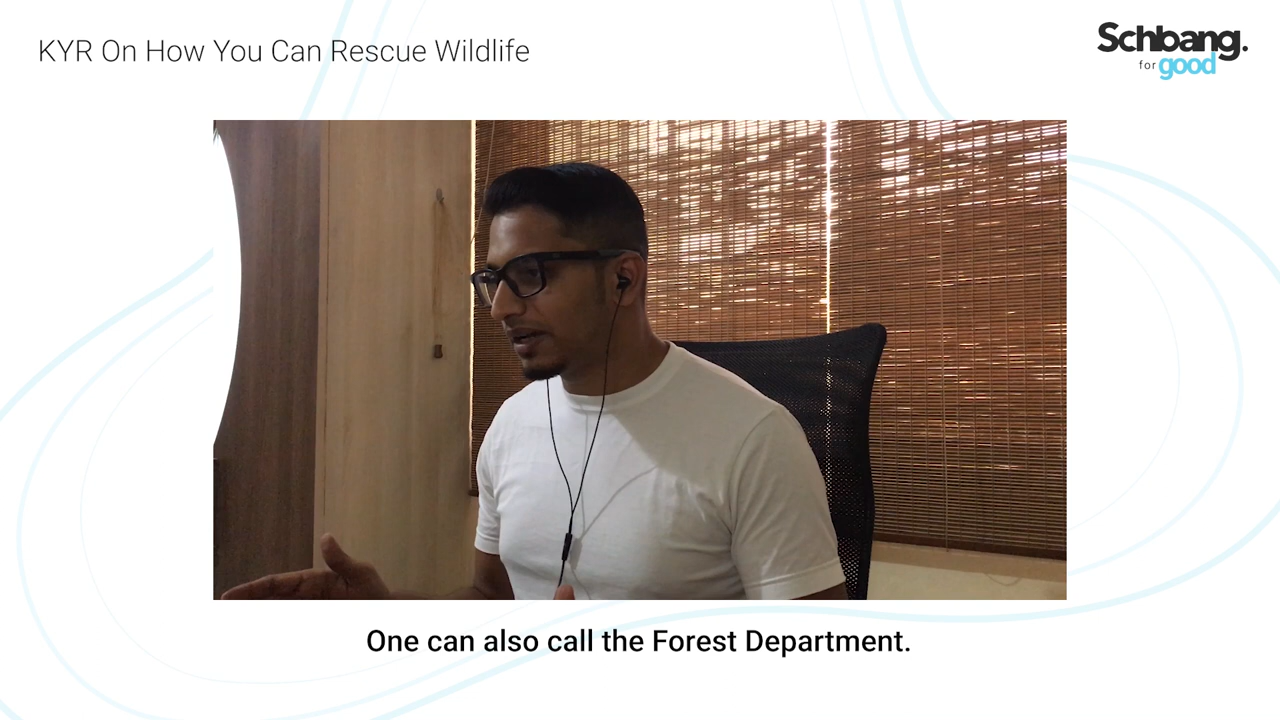 KYR On How You Can Rescue Wildlife
Schbang.
for good
One can also call the Forest Department.